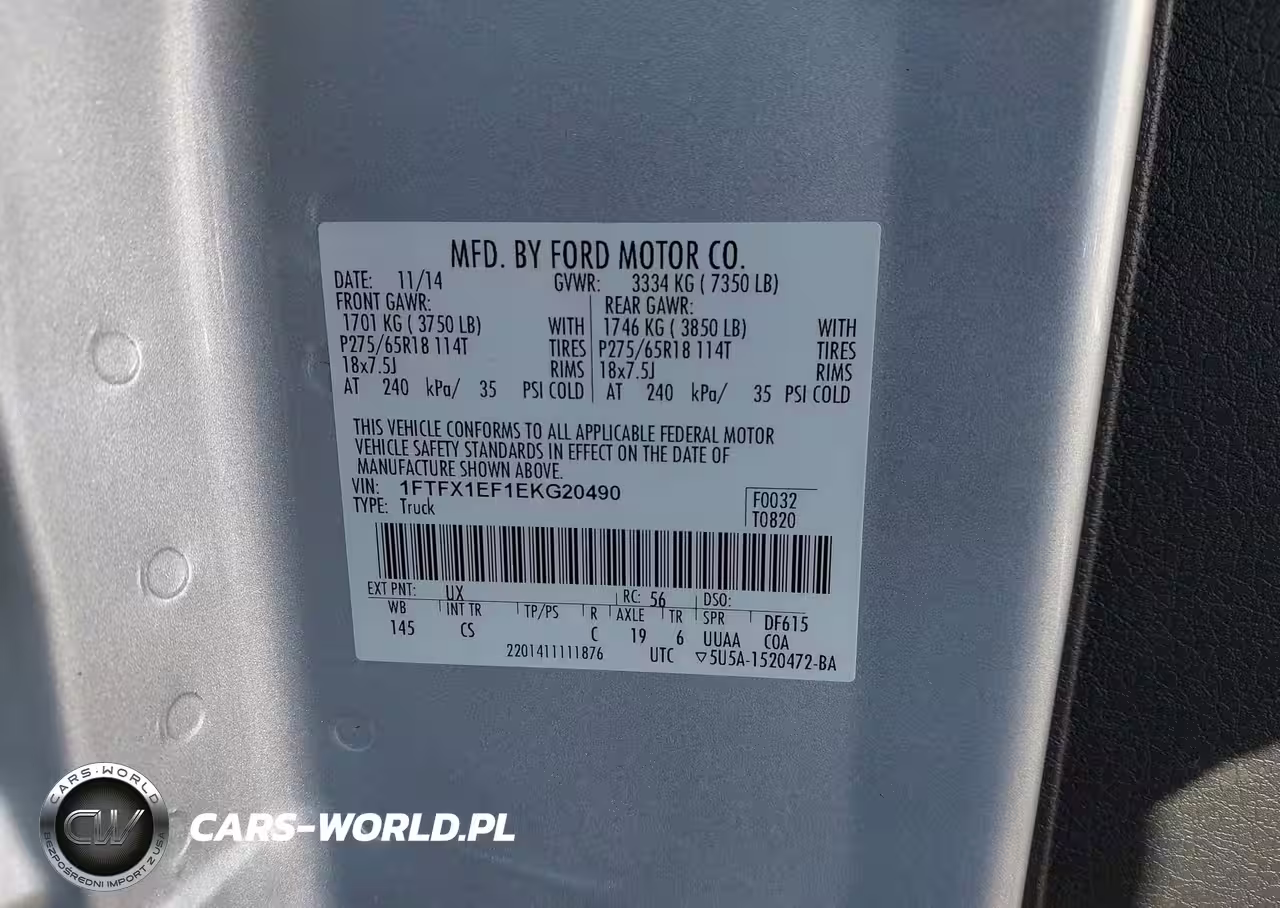 MFD. BY FORD MOTOR CO.
DATE: 11/14 GVWR: 3334 KG ( 7350 LB)
FRONT GAWR: REAR GAWR:
1701 KG ( 3750 LB) WITH 1746 KG ( 3850 LB) WITH
P275/65R18 114T TIRES P275/65R18 114T TIRES
18x7.5J RIMS 18x7.5J RIMS
AT 240 kPa/ 35 PSI COLD AT 240 kPa/ 35 PSI COLD
THIS VEHICLE CONFORMS TO ALL APPLICABLE FEDERAL MOTOR
VEHICLE SAFETY STANDARDS IN EFFECT ON THE DATE OF
MANUFACTURE SHOWN ABOVE.
VIN: 1FTFX1EF1EKG20490 F0032
TYPE: Truck T0820
EXT PNT: UX RC: 56 DSO:
WB INT TR TP/PS R AXLE TR SPR DF615
145 CS C 19 6 UUAA COA
2201411111876 UTC ▽5U5A-1520472-BA
CARS-WORLD
CW
BEZPOŚREDNI IMPORT Z USA
CARS-WORLD.PL